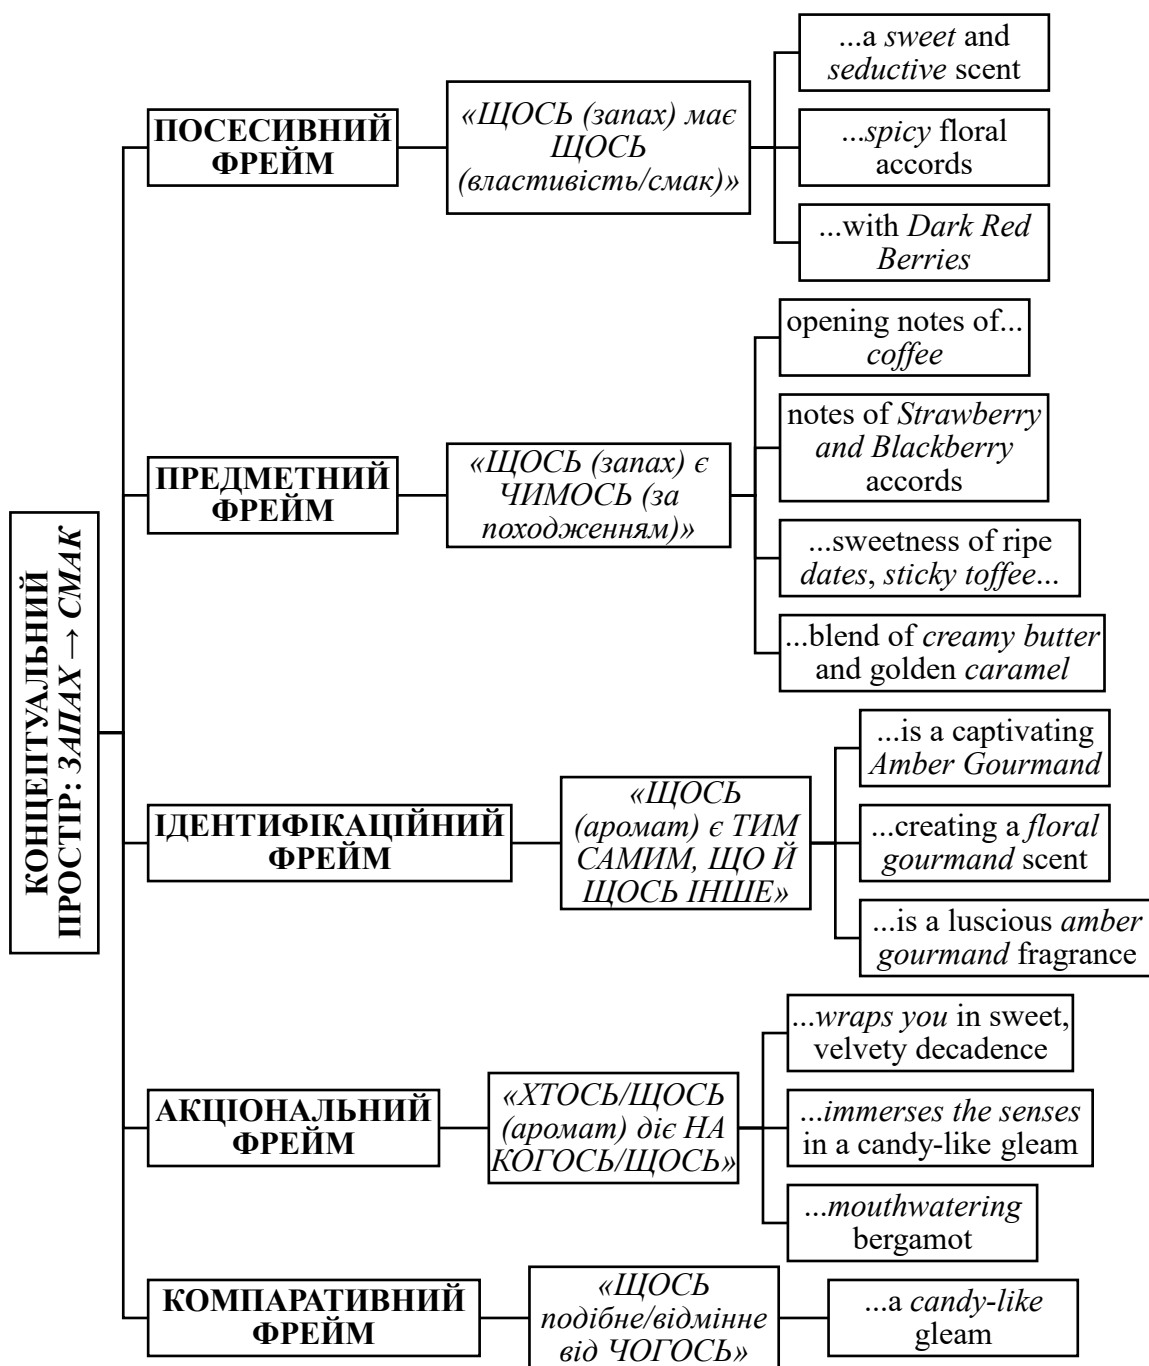 КОНЦЕПТУАЛЬНИЙ
ПРОСТІР: ЗАПАХ → СМАК
ПОСЕСИВНИЙ
ФРЕЙМ
«ЩОСЬ (запах) має
ЩОСЬ
(властивість/смак)»
...a sweet and
seductive scent
...spicy floral
accords
...with Dark Red
Berries
ПРЕДМЕТНИЙ
ФРЕЙМ
«ЩОСЬ (запах) є
ЧИМОСЬ (за
походженням)»
opening notes of...
coffee
notes of Strawberry
and Blackberry
accords
...sweetness of ripe
dates, sticky toffee...
...blend of creamy butter
and golden caramel
ІДЕНТИФІКАЦІЙНИЙ
ФРЕЙМ
«ЩОСЬ
(аромат) є ТИМ
САМИМ, ЩО Й
ЩОСЬ ІНШЕ»
...is a captivating
Amber Gourmand
...creating a floral
gourmand scent
...is a luscious amber
gourmand fragrance
АКЦІОНАЛЬНИЙ
ФРЕЙМ
«ХТОСЬ/ЩОСЬ
(аромат) діє НА
КОГОСЬ/ЩОСЬ»
...wraps you in sweet,
velvety decadence
...immerses the senses
in a candy-like gleam
...mouthwatering
bergamot
КОМПАРАТИВНИЙ
ФРЕЙМ
«ЩОСЬ
подібне/відмінне
від ЧОГОСЬ»
...a candy-like
gleam